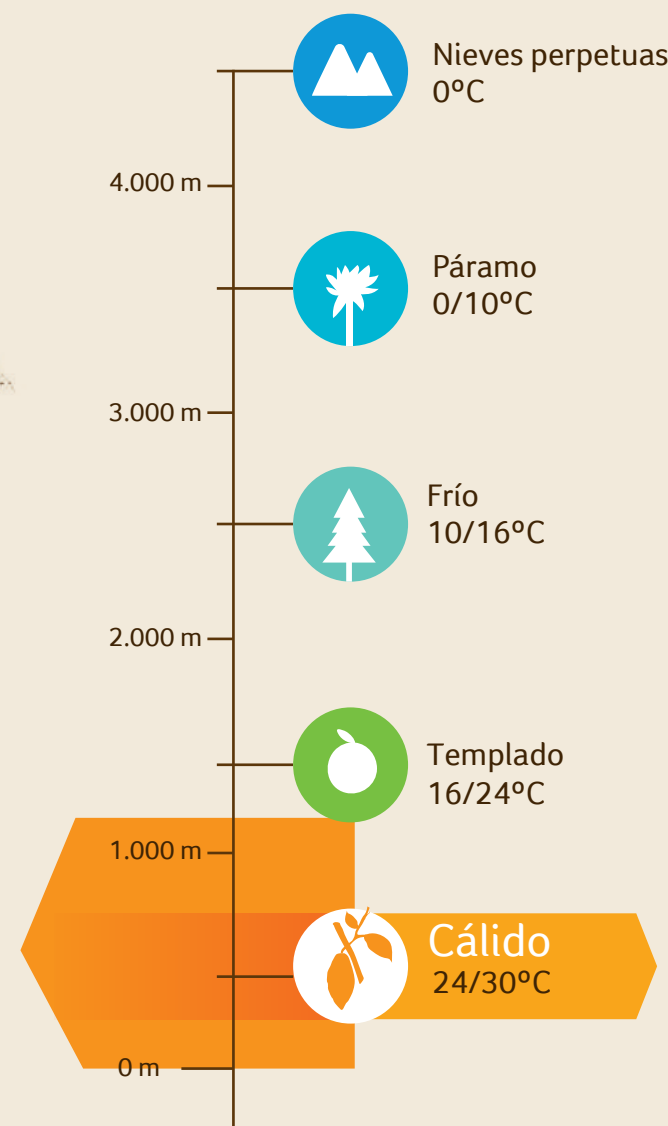 Nieves perpetuas
0ºC
4.000 m
Páramo
0/10ºC
3.000 m
Frío
10/16ºC
2.000 m
Templado
16/24ºC
1.000 m
Cálido
24/30ºC
0 m